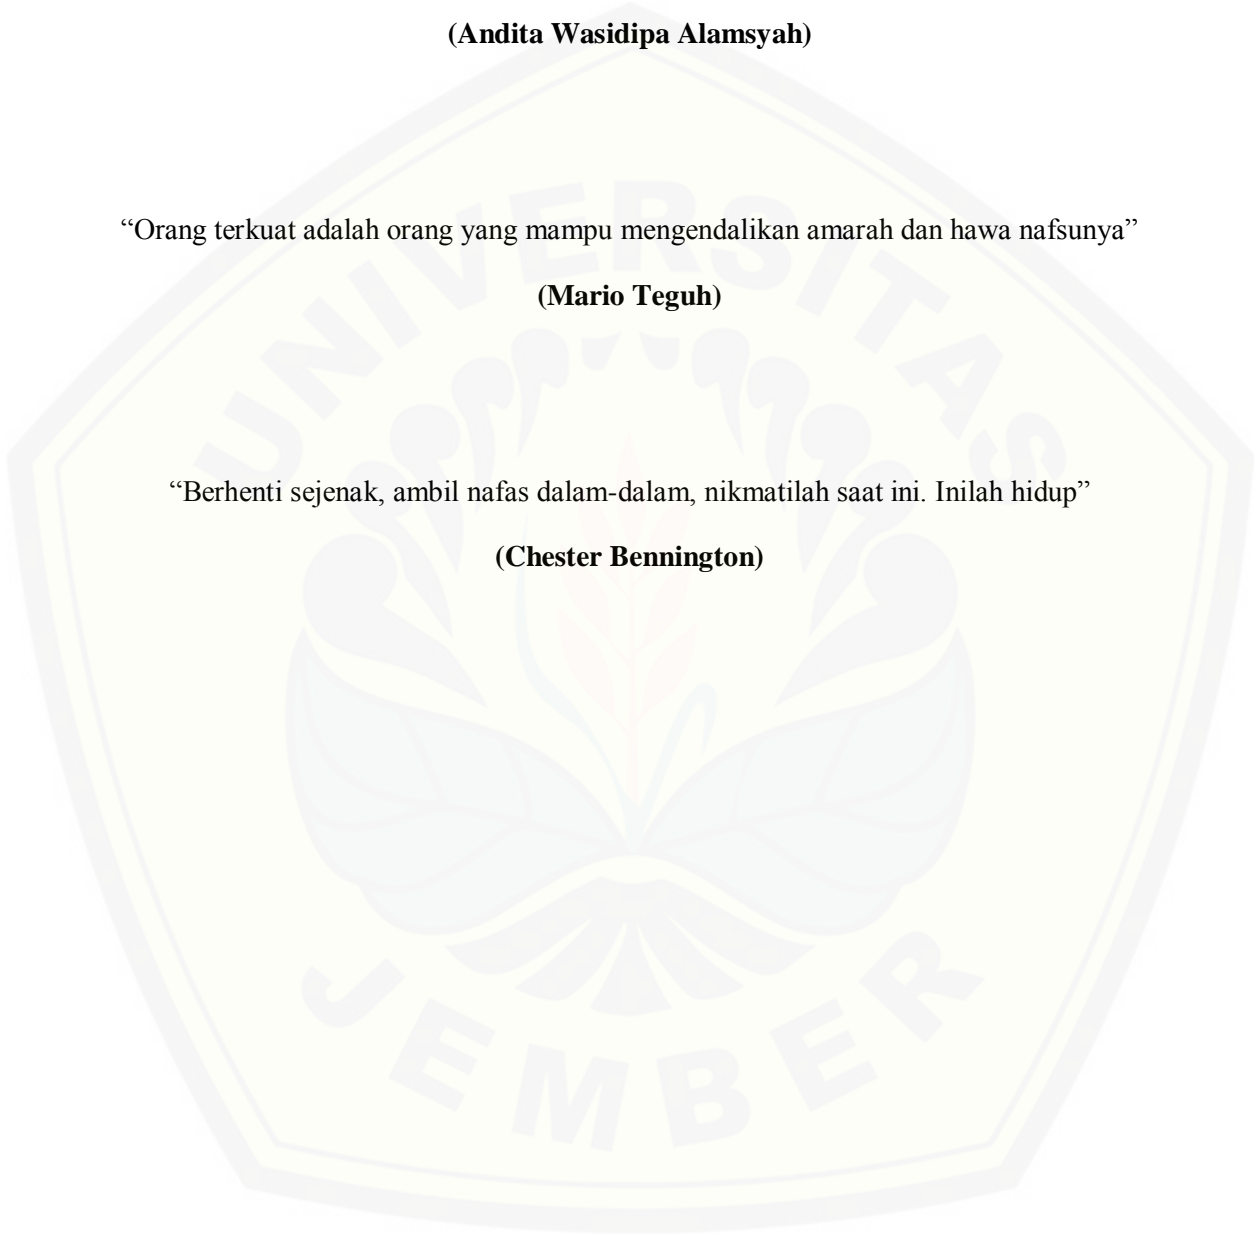 (Andita Wasidipa Alamsyah)
“Orang terkuat adalah orang yang mampu mengendalikan amarah dan hawa nafsunya”
(Mario Teguh)
“Berhenti sejenak, ambil nafas dalam-dalam, nikmatilah saat ini. Inilah hidup”
(Chester Bennington)
UNIVERSITAS
JEMBER